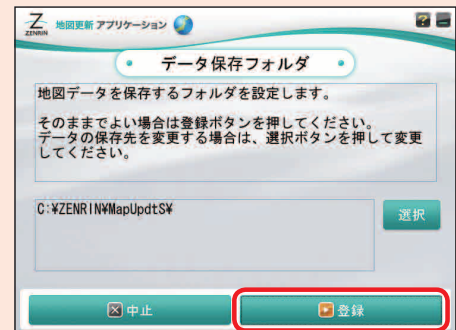 Z 地図更新 アプリケーション
ZENRIN
データ保存フォルダ
地図データを保存するフォルダを設定します。
そのままでよい場合は登録ボタンを押してください。
データの保存先を変更する場合は、選択ボタンを押して変更
してください。
C:¥ZENRIN¥MapUpdtS¥
選択
中止
登録